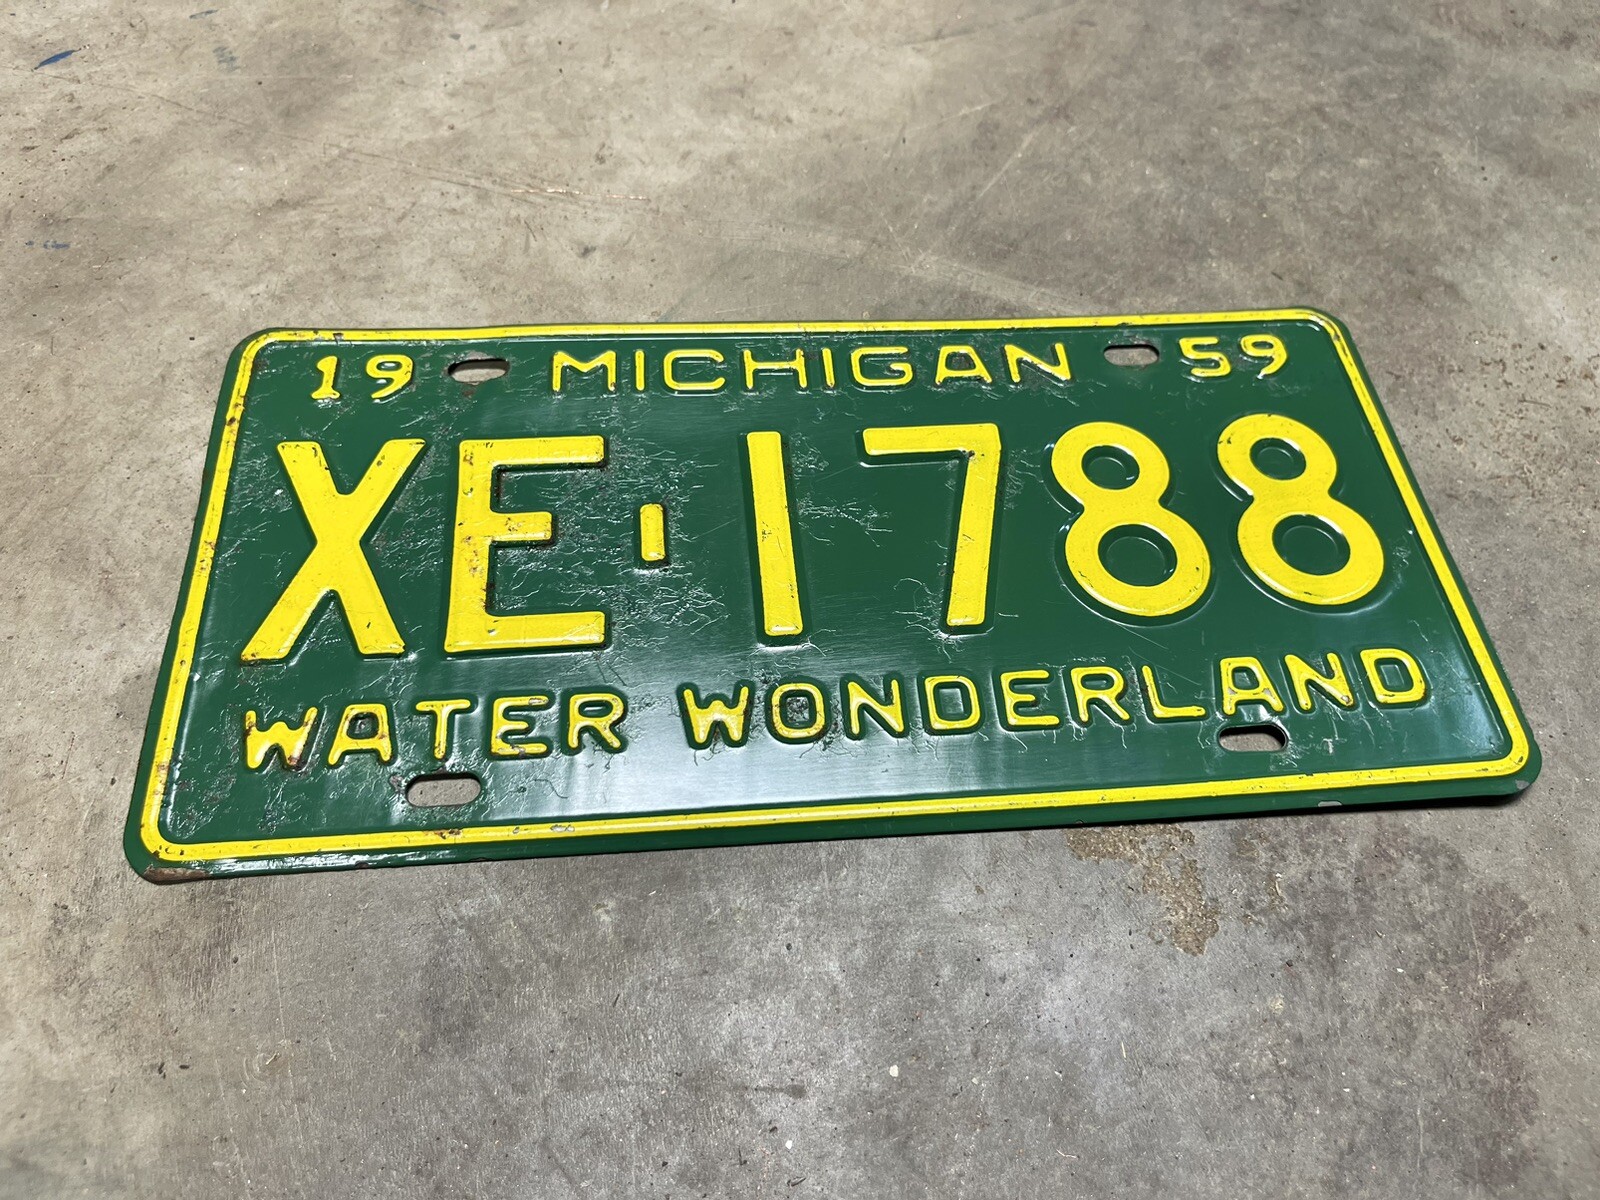 19 MICHIGAN 59
XE-1788
WATER WONDERLAND